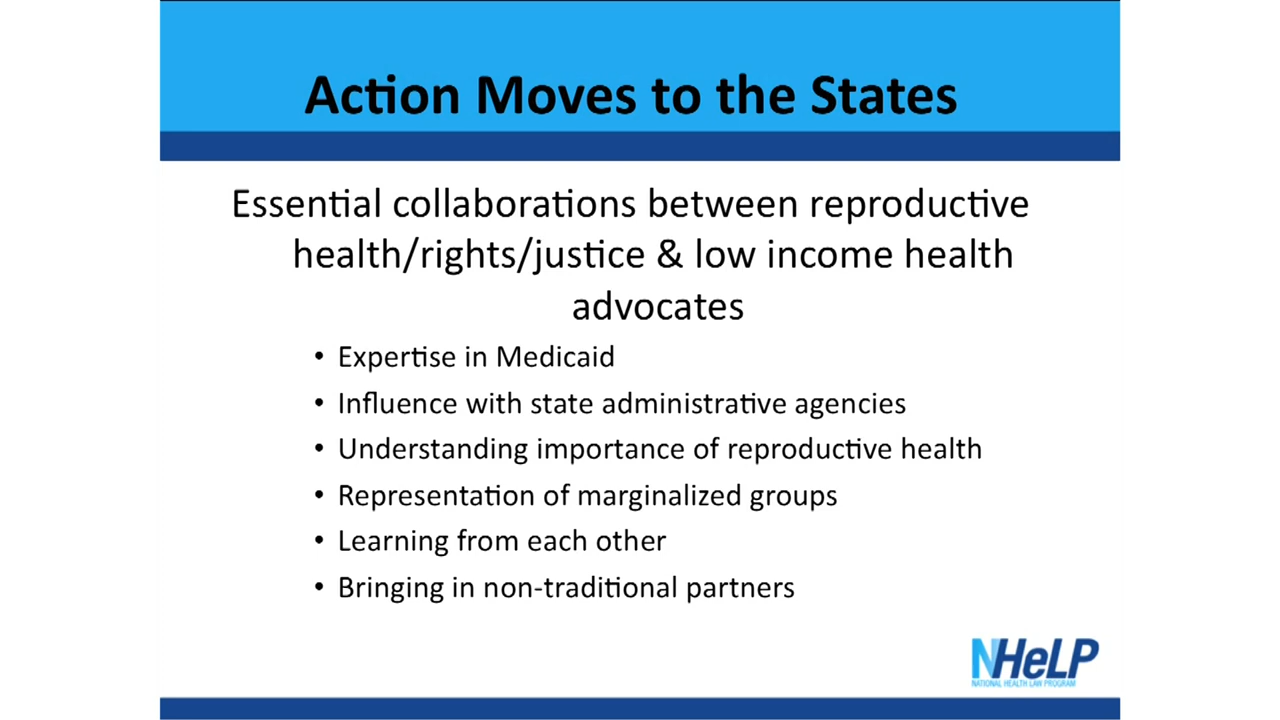 Action Moves to the States
Essential collaborations between reproductive
health/rights/justice & low income health
advocates
• Expertise in Medicaid
• Influence with state administrative agencies
• Understanding importance of reproductive health
• Representation of marginalized groups
• Learning from each other
• Bringing in non-traditional partners
NHeLP
NATIONAL HEALTH LAW PROGRAM